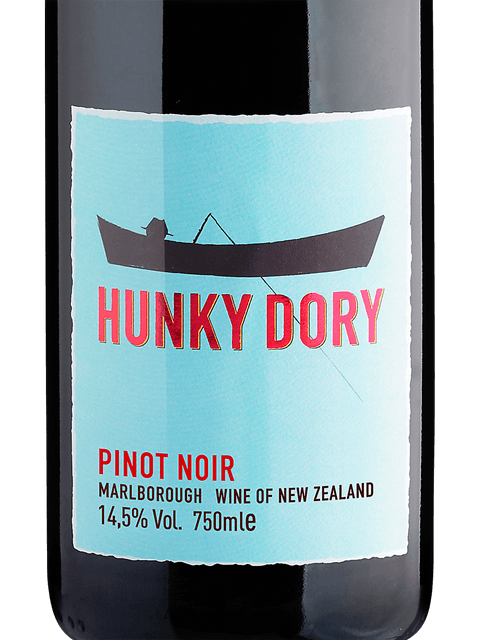 HUNKY DORY
PINOT NOIR
MARLBOROUGH WINE OF NEW ZEALAND
14,5% Vol. 750mle